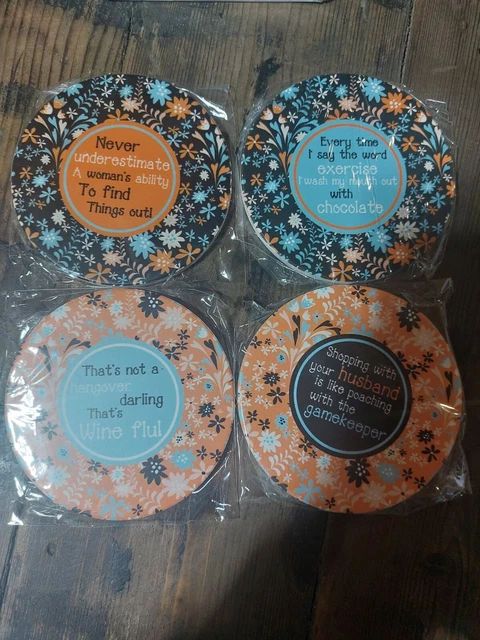 Never
underestimate
A woman's ability
To find
Things out!
Every time
I say the word
exercise
I wash my mouth out
with
chocolate
That's not a
hangover
darling
That's
Wine flu!
Shopping with
your husband
is like poaching
with the
gamekeeper